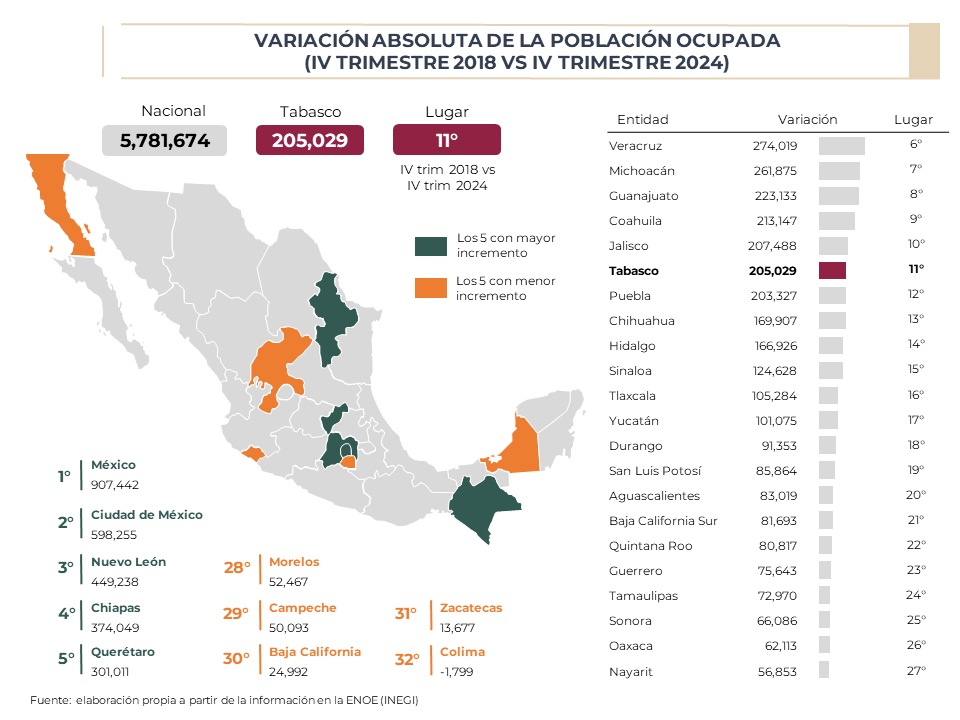 VARIACIÓN ABSOLUTA DE LA POBLACIÓN OCUPADA
(IV TRIMESTRE 2018 VS IV TRIMESTRE 2024)
Nacional
5,781,674
Tabasco
205,029
Lugar
11°
IV trim 2018 vs
IV trim 2024
Los 5 con mayor
incremento
Los 5 con menor
incremento
1° México
907,442
2° Ciudad de México
598,255
3° Nuevo León
449,238
4° Chiapas
374,049
5° Querétaro
301,011
28° Morelos
52,467
29° Campeche
50,093
30° Baja California
24,992
31° Zacatecas
13,677
32° Colima
-1,799
Entidad Variación Lugar
Veracruz 274,019 6°
Michoacán 261,875 7°
Guanajuato 223,133 8°
Coahuila 213,147 9°
Jalisco 207,488 10°
Tabasco 205,029 11°
Puebla 203,327 12°
Chihuahua 169,907 13°
Hidalgo 166,926 14°
Sinaloa 124,628 15°
Tlaxcala 105,284 16°
Yucatán 101,075 17°
Durango 91,353 18°
San Luis Potosí 85,864 19°
Aguascalientes 83,019 20°
Baja California Sur 81,693 21°
Quintana Roo 80,817 22°
Guerrero 75,643 23°
Tamaulipas 72,970 24°
Sonora 66,086 25°
Oaxaca 62,113 26°
Nayarit 56,853 27°
Fuente: elaboración propia a partir de la información en la ENOE (INEGI)